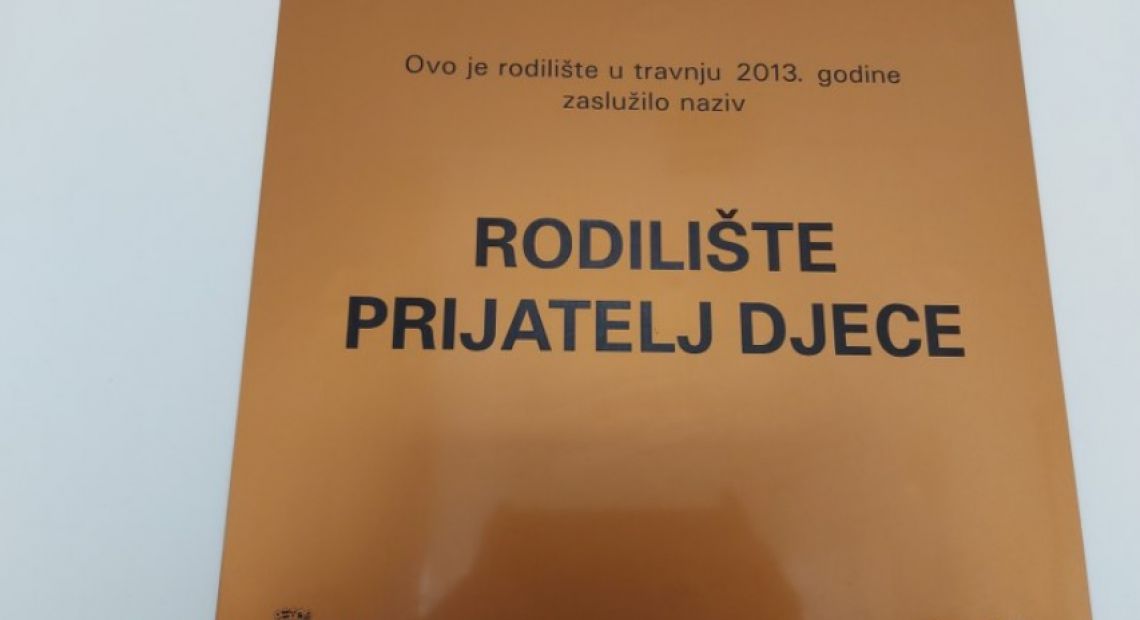 Ovo je rodilište u travnju 2013. godine
zaslužilo naziv
RODILIŠTE
PRIJATELJ DJECE